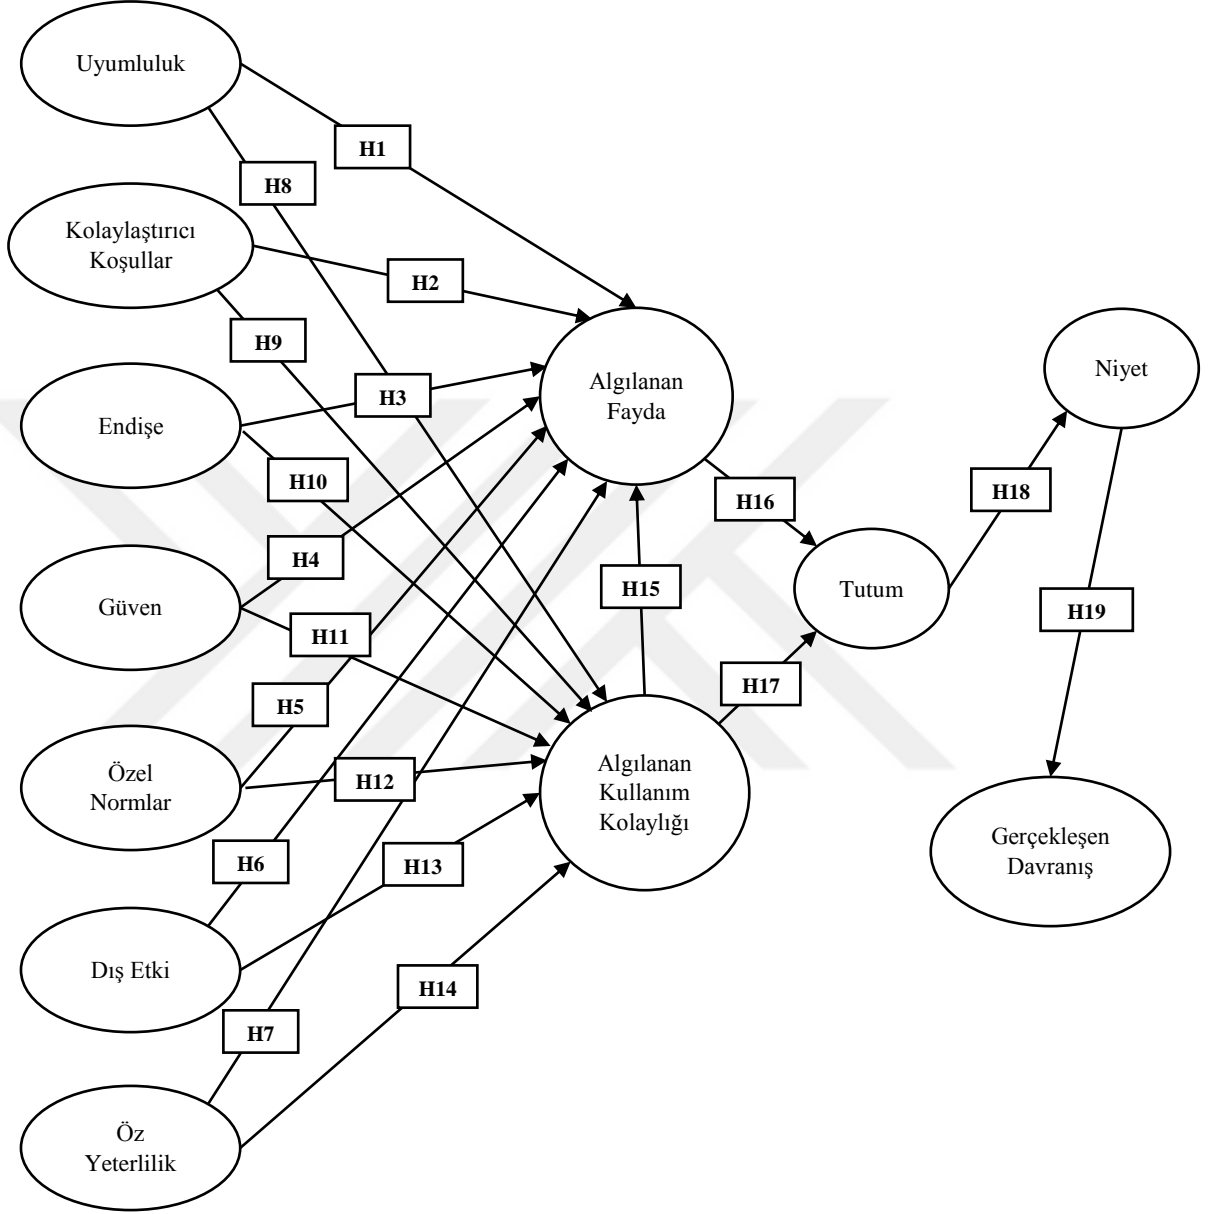 Uyumluluk
H1
H8
Kolaylaştırıcı
Koşullar
H2
H9
Endişe
H3
H10
Algılanan
Fayda
Niyet
H16
H18
Güven
H4
H11
H15
Tutum
H19
H17
Özel
Normlar
H5
H12
Algılanan
Kullanım
Kolaylığı
Gerçekleşen
Davranış
Dış Etki
H6
H13
H14
Öz
Yeterlilik
H7